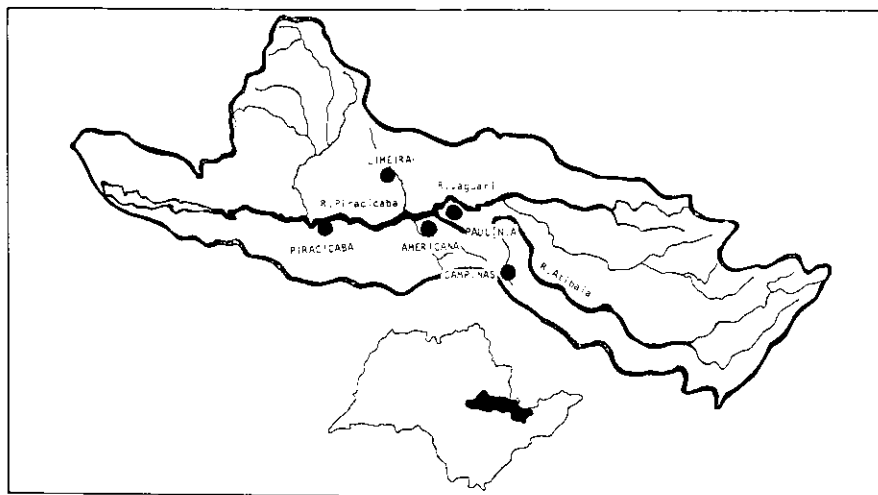 LIMEIRA
R.Jaguari
R.Piracicaba
PIRACICABA
AMERICANA
PAULINIA
CAMPINAS
R.Atibaia